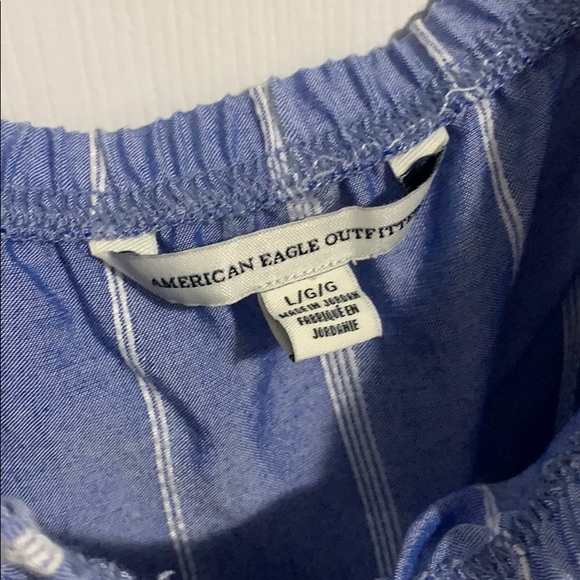 AMERICAN EAGLE OUTFITTE
L/G/G
MADE IN JORDAN
FABRIQUÉ EN
JORDANIE